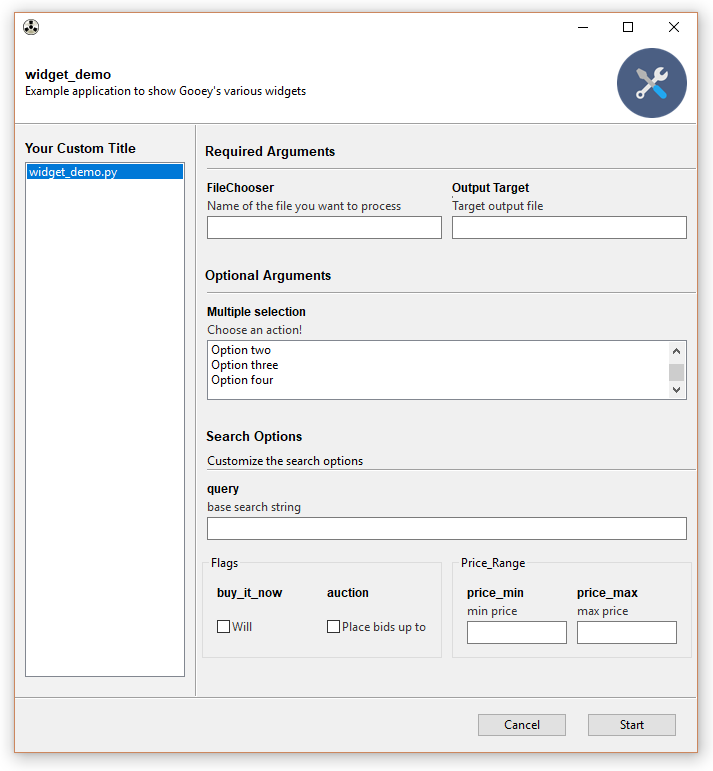 widget_demo
Example application to show Gooey's various widgets
Your Custom Title
widget_demo.py
Required Arguments
FileChooser
Name of the file you want to process
Output Target
Target output file
Optional Arguments
Multiple selection
Choose an action!
Option two
Option three
Option four
Search Options
Customize the search options
query
base search string
Flags
buy_it_now
Will
auction
Place bids up to
Price_Range
price_min
min price
price_max
max price
Cancel
Start